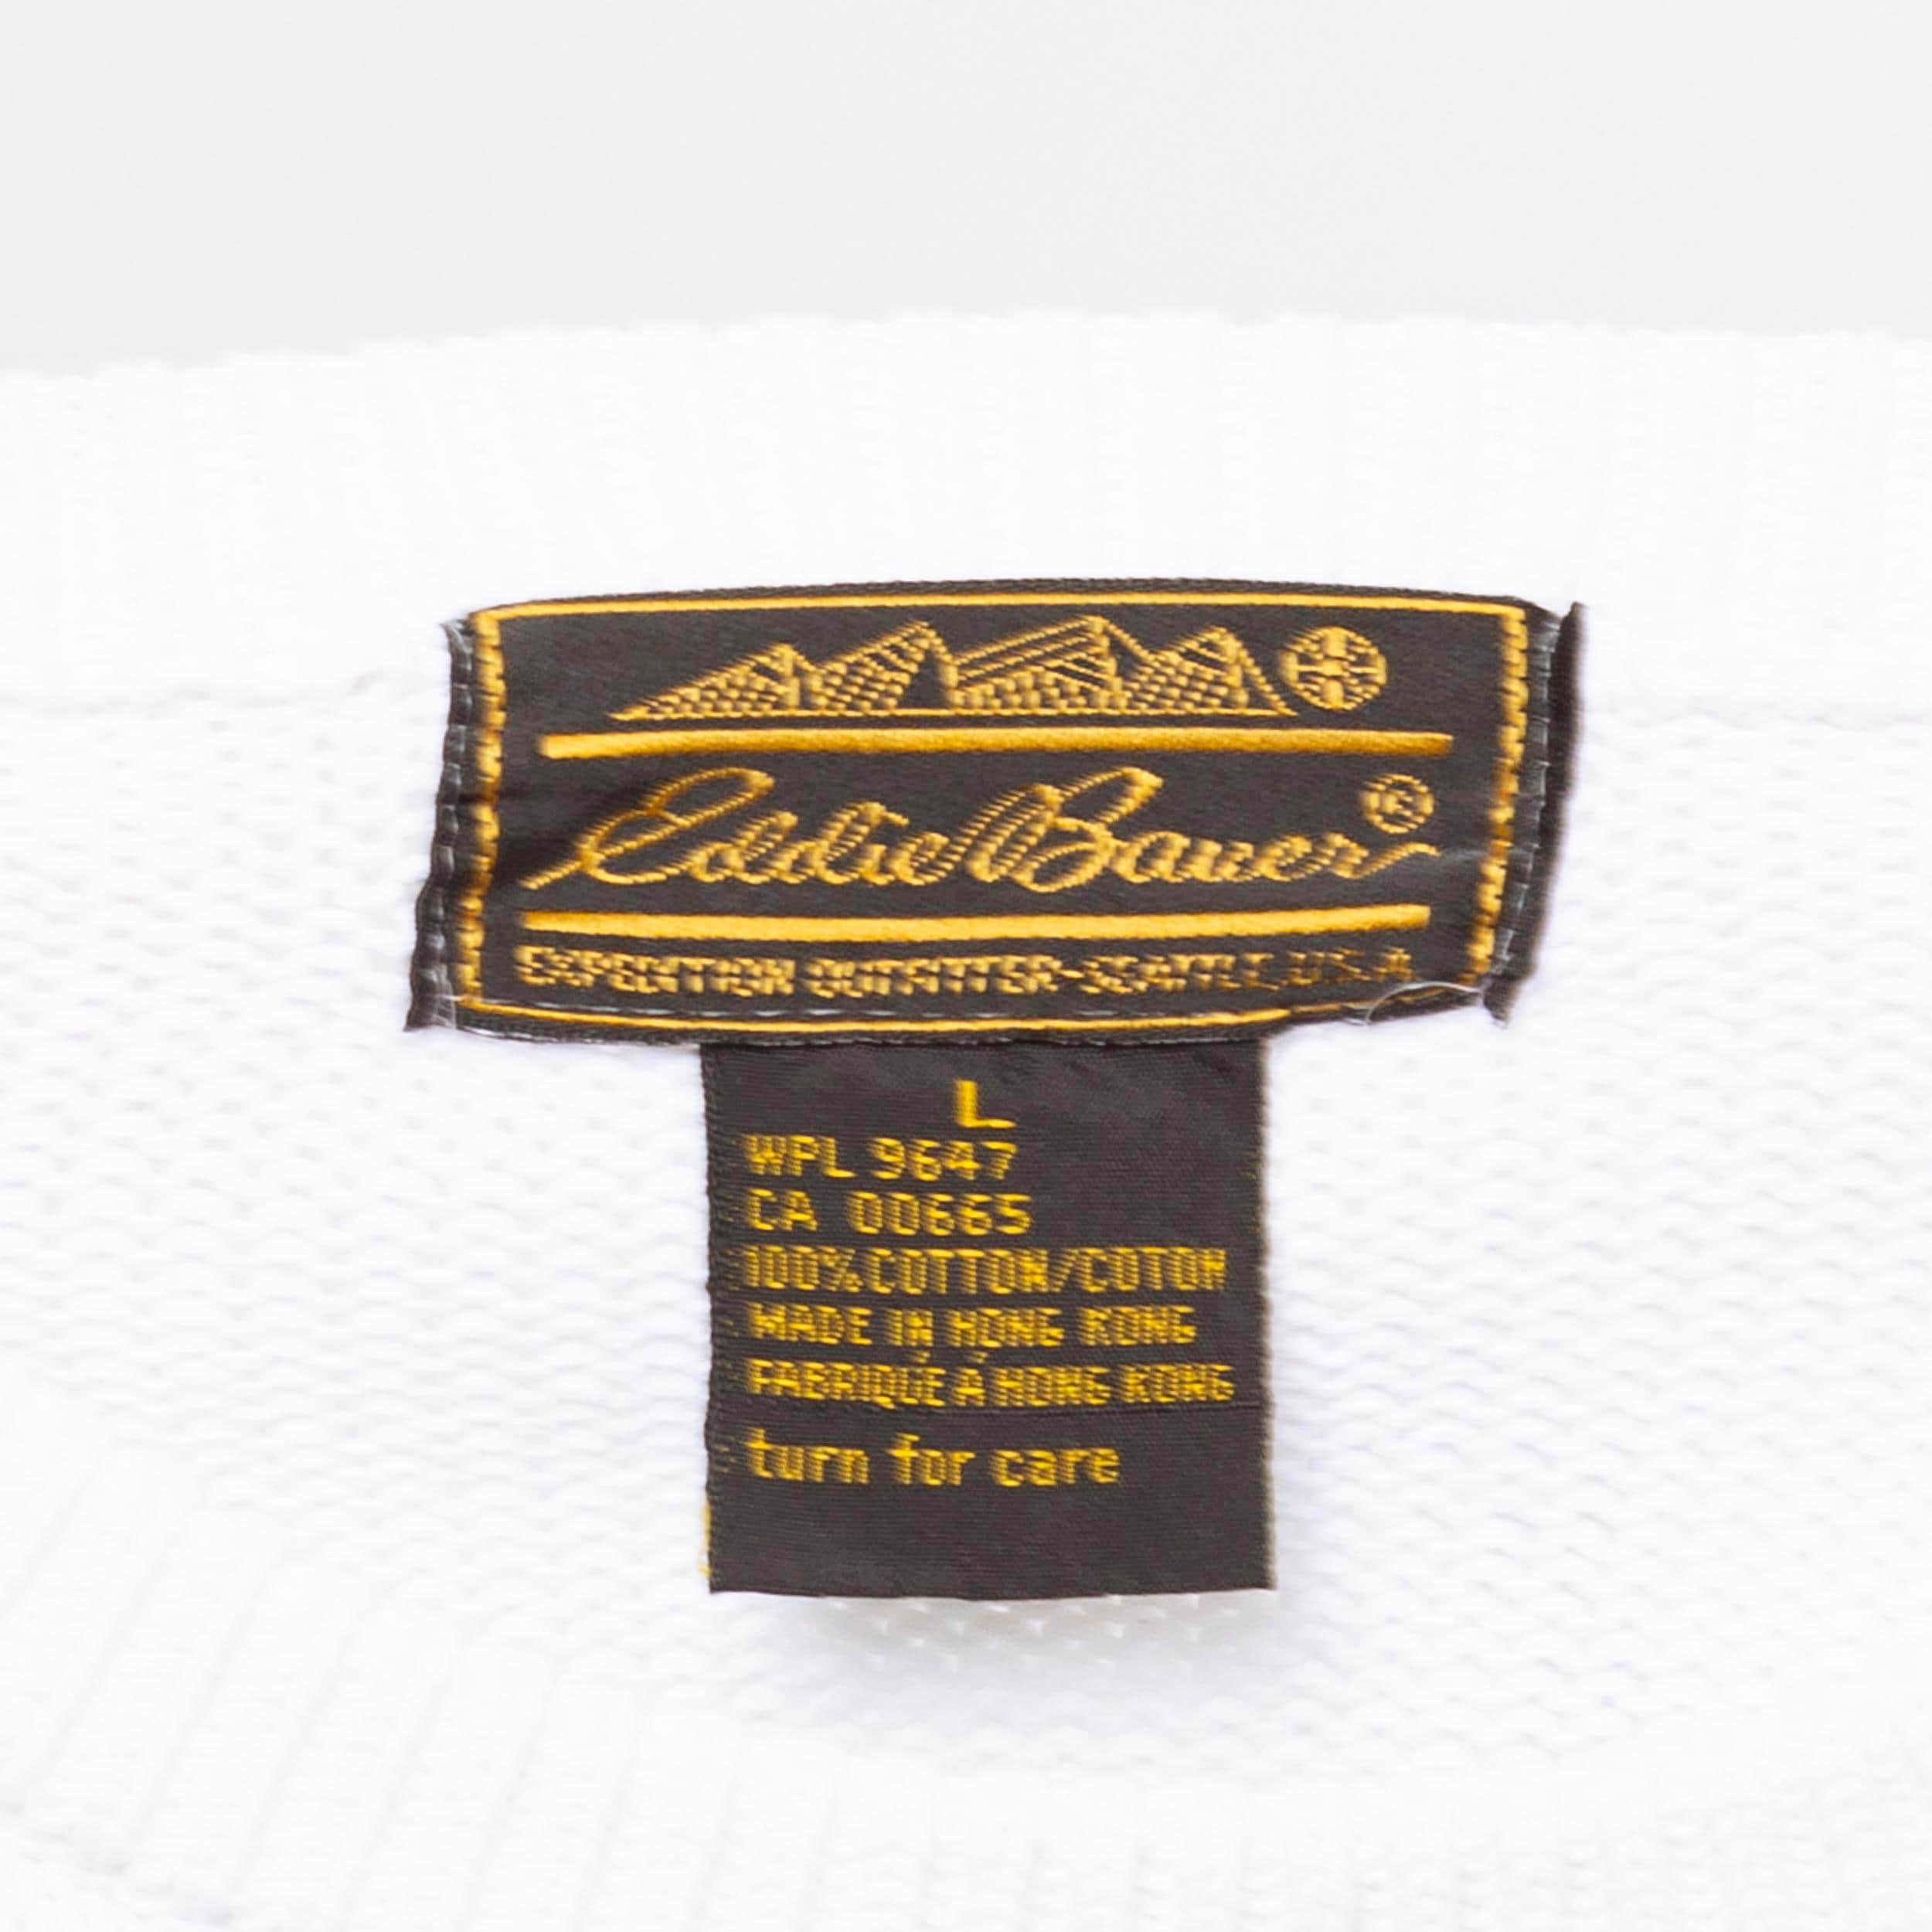 Eddie Bauer®
EXPEDITION OUTFITTER-SEATTLE, U.S.A.
L
WPL 9647
CA 00665
100% COTTON/COTON
MADE IN HONG KONG
FABRIQUÉ À HONG KONG
turn for care